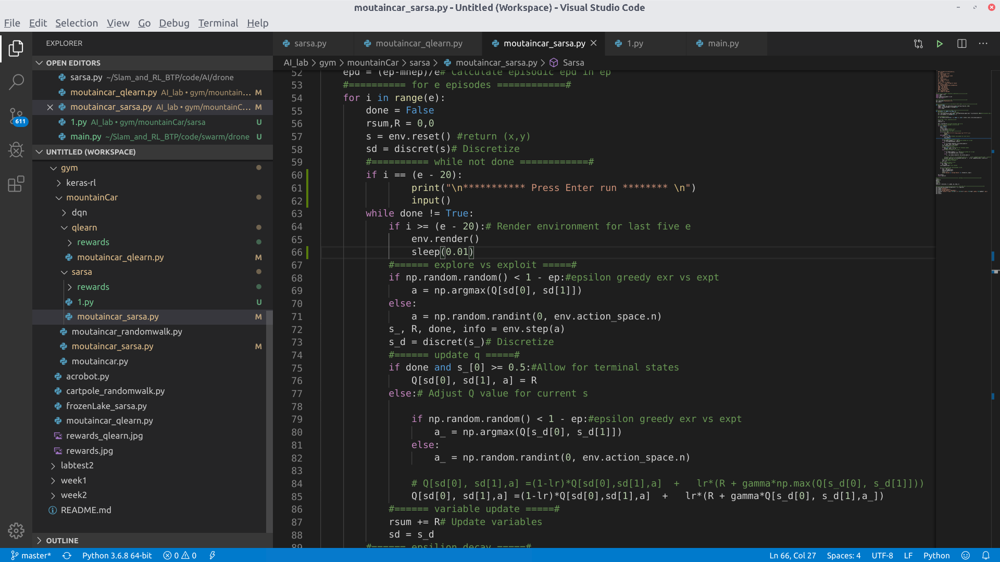 moutaincar_sarsa.py - Untitled (Workspace) - Visual Studio Code
File Edit Selection View Go Debug Terminal Help
EXPLORER
OPEN EDITORS
sarsa.py ~/Slam_and_RL_BTP/code/AI/drone
moutaincar_qlearn.py AI_lab • gym/mountain... M
moutaincar_sarsa.py AI_lab • gym/mountainC... M
1.py AI_lab • gym/mountainCar/sarsa U
main.py ~/Slam_and_RL_BTP/code/swarm/drone U
611
UNTITLED (WORKSPACE)
gym
keras-rl
mountainCar
dqn
qlearn
rewards
moutaincar_qlearn.py M
sarsa
rewards
1.py U
moutaincar_sarsa.py M
moutaincar_randomwalk.py
moutaincar_sarsa.py M
moutaincar.py
acrobot.py
cartpole_randomwalk.py
frozenLake_sarsa.py
moutaincar_qlearn.py
rewards_qlearn.jpg
rewards.jpg
labtest2
week1
week2
README.md
OUTLINE
sarsa.py moutaincar_qlearn.py moutaincar_sarsa.py 1.py main.py
AI_lab > gym > mountainCar > sarsa > moutaincar_sarsa.py > Sarsa
52 epd = (ep-mnep)/e# Calculate episodic epd in ep
53 #========== for e episodes ============#
54 for i in range(e):
55 done = False
56 rsum,R = 0,0
57 s = env.reset() #return (x,y)
58 sd = discret(s)# Discretize
59 #========== while not done ============#
60 if i == (e - 20):
61 print("\n*********** Press Enter run ******** \n")
62 input()
63 while done != True:
64 if i >= (e - 20):# Render environment for last five e
65 env.render()
66 sleep(0.01)
67 #====== explore vs exploit =====#
68 if np.random.random() < 1 - ep:#epsilon greedy exr vs expt
69 a = np.argmax(Q[sd[0], sd[1]])
70 else:
71 a = np.random.randint(0, env.action_space.n)
72 s_, R, done, info = env.step(a)
73 s_d = discret(s_)# Discretize
74 #====== update q =====#
75 if done and s_[0] >= 0.5:#Allow for terminal states
76 Q[sd[0], sd[1], a] = R
77 else:# Adjust Q value for current s
78
79 if np.random.random() < 1 - ep:#epsilon greedy exr vs expt
80 a_ = np.argmax(Q[s_d[0], s_d[1]])
81 else:
82 a_ = np.random.randint(0, env.action_space.n)
83
84 # Q[sd[0], sd[1],a] =(1-lr)*Q[sd[0],sd[1],a] + lr*(R + gamma*np.max(Q[s_d[0], s_d[1]]))
85 Q[sd[0], sd[1],a] =(1-lr)*Q[sd[0],sd[1],a] + lr*(R + gamma*Q[s_d[0], s_d[1],a_])
86 #====== variable update =====#
87 rsum += R# Update variables
88 sd = s_d
89 #====== epsilion decay =====#
master* Python 3.6.8 64-bit 0 0 Ln 66, Col 27 Spaces: 4 UTF-8 LF Python